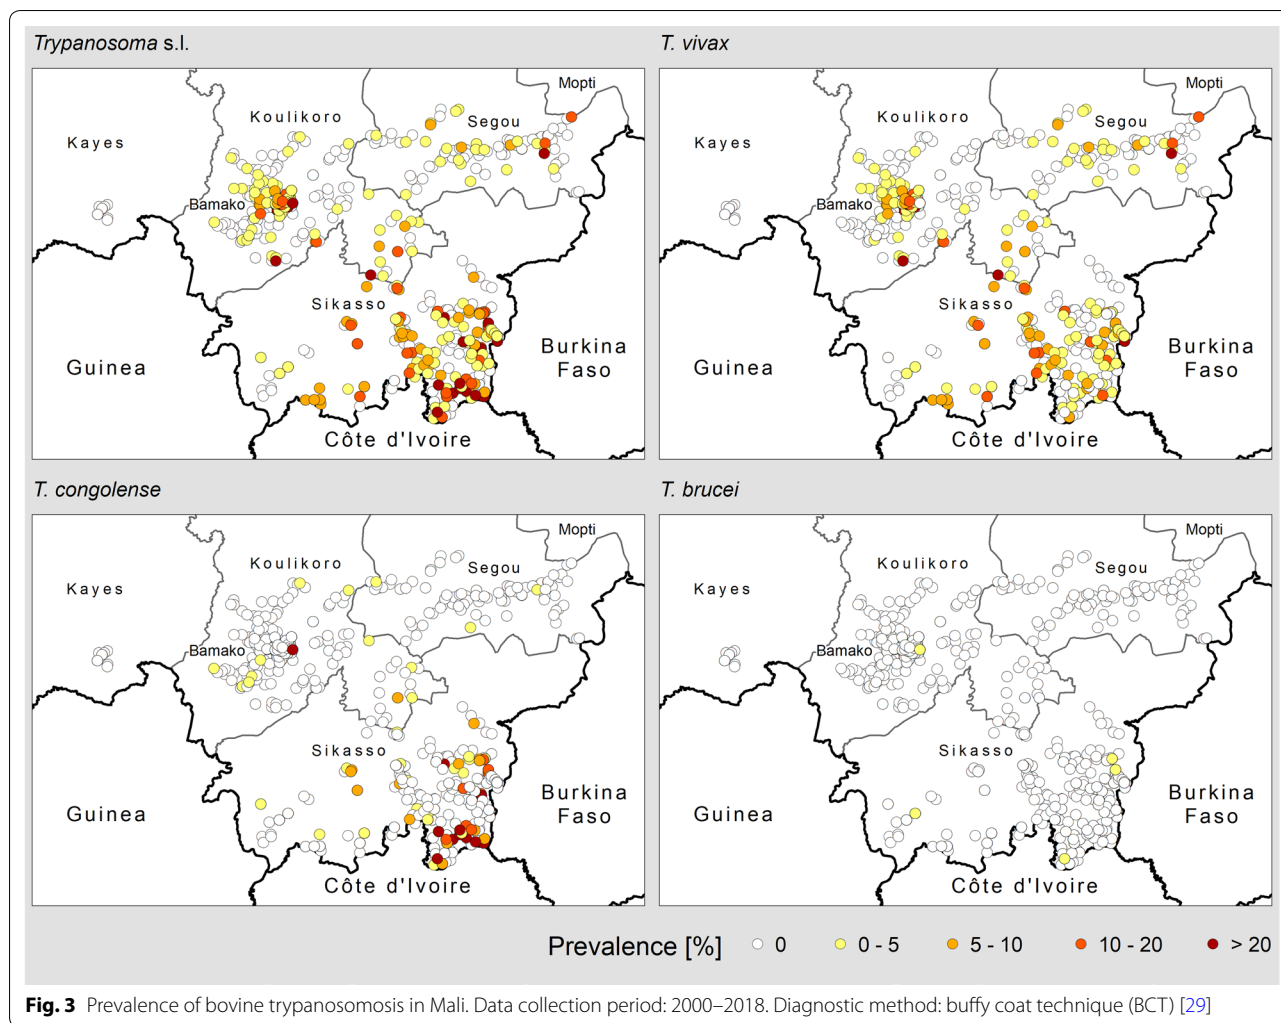 Trypanosoma s.l.
Mopti
Koulikoro
Segou
Kayes
Bamako
Sikasso
Guinea
Burkina
Faso
Côte d'Ivoire
T. vivax
Mopti
Koulikoro
Segou
Kayes
Bamako
Sikasso
Guinea
Burkina
Faso
Côte d'Ivoire
T. congolense
Mopti
Koulikoro
Segou
Kayes
Bamako
Sikasso
Guinea
Burkina
Faso
Côte d'Ivoire
T. brucei
Mopti
Koulikoro
Segou
Kayes
Bamako
Sikasso
Guinea
Burkina
Faso
Côte d'Ivoire
Prevalence [%] 0 0 - 5 5 - 10 10 - 20 > 20
Fig. 3 Prevalence of bovine trypanosomosis in Mali. Data collection period: 2000–2018. Diagnostic method: buffy coat technique (BCT) [29]